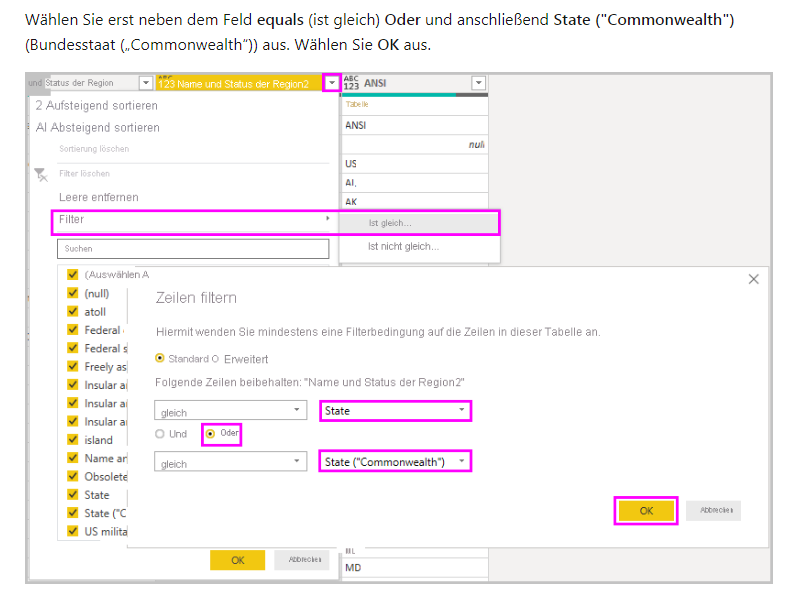 Wählen Sie erst neben dem Feld equals (ist gleich) Oder und anschließend State ("Commonwealth")
(Bundesstaat („Commonwealth“)) aus. Wählen Sie OK aus.
und Status der Region
123 Name und Status der Region2
ABC
123 ANSI
2 Aufsteigend sortieren
Tabelle
AI Absteigend sortieren
ANSI
Sortierung löschen
null
Filter löschen
US
AL
Leere entfernen
AK
Filter
Ist gleich...
Suchen
Ist nicht gleich...
(Auswählen A
(null)
atoll
Federal
Federal s
Freely as
Insular ar
Insular ar
Insular ar
island
Name ar
Obsolete
State
State ("C
US milita
OK
Abbrechen
Zeilen filtern
Hiermit wenden Sie mindestens eine Filterbedingung auf die Zeilen in dieser Tabelle an.
Standard Erweitert
Folgende Zeilen beibehalten: "Name und Status der Region2"
gleich
State
Und
Oder
gleich
State ("Commonwealth")
OK
Abbrechen
MD